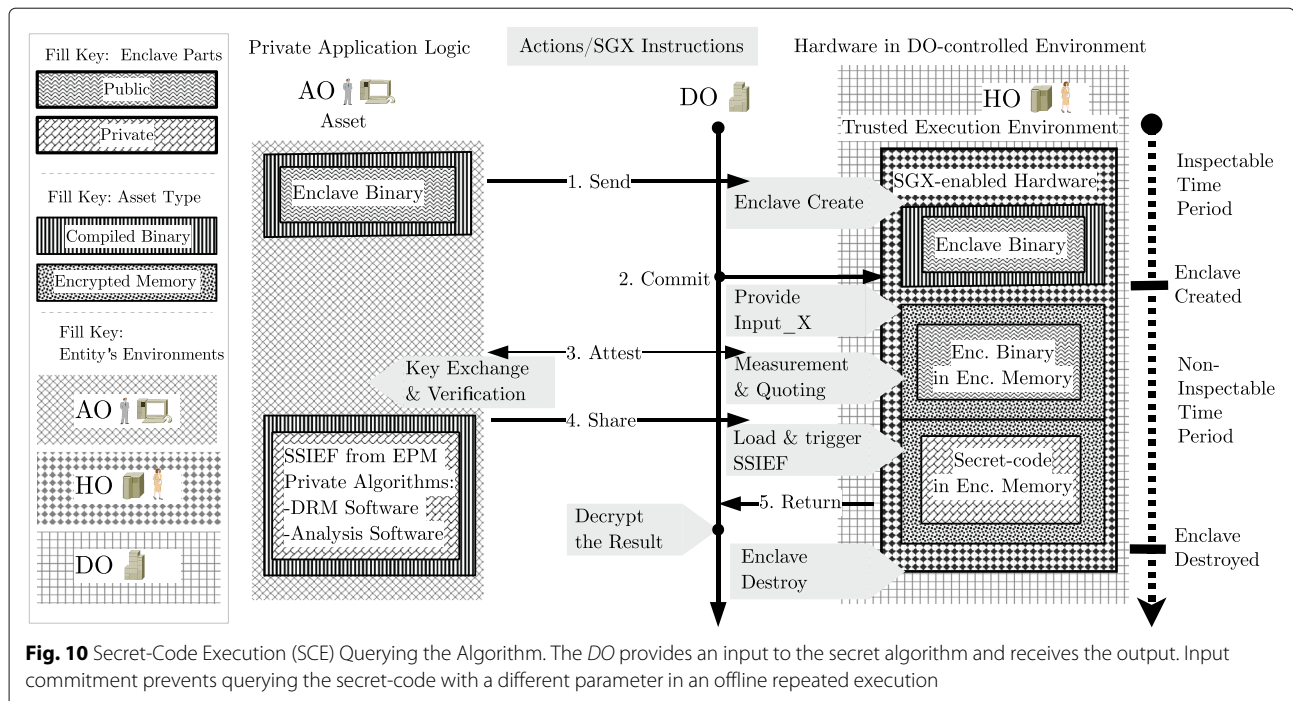 Fill Key: Enclave Parts
Public
Private
Fill Key: Asset Type
Compiled Binary
Encrypted Memory
Fill Key:
Entity's Environments
AO
HO
DO
Private Application Logic
AO
Asset
Enclave Binary
SSIEF from EPM
Private Algorithms:
-DRM Software
-Analysis Software
Actions/SGX Instructions
DO
1. Send
Enclave Create
2. Commit
Provide
Input_X
3. Attest
Key Exchange
& Verification
Measurement
& Quoting
4. Share
Load & trigger
SSIEF
5. Return
Decrypt
the Result
Enclave
Destroy
Hardware in DO-controlled Environment
HO
Trusted Execution Environment
SGX-enabled Hardware
Enclave Binary
Enc. Binary
in Enc. Memory
Secret-code
in Enc. Memory
Inspectable
Time
Period
Enclave
Created
Non-
Inspectable
Time
Period
Enclave
Destroyed
Fig. 10 Secret-Code Execution (SCE) Querying the Algorithm. The DO provides an input to the secret algorithm and receives the output. Input
commitment prevents querying the secret-code with a different parameter in an offline repeated execution